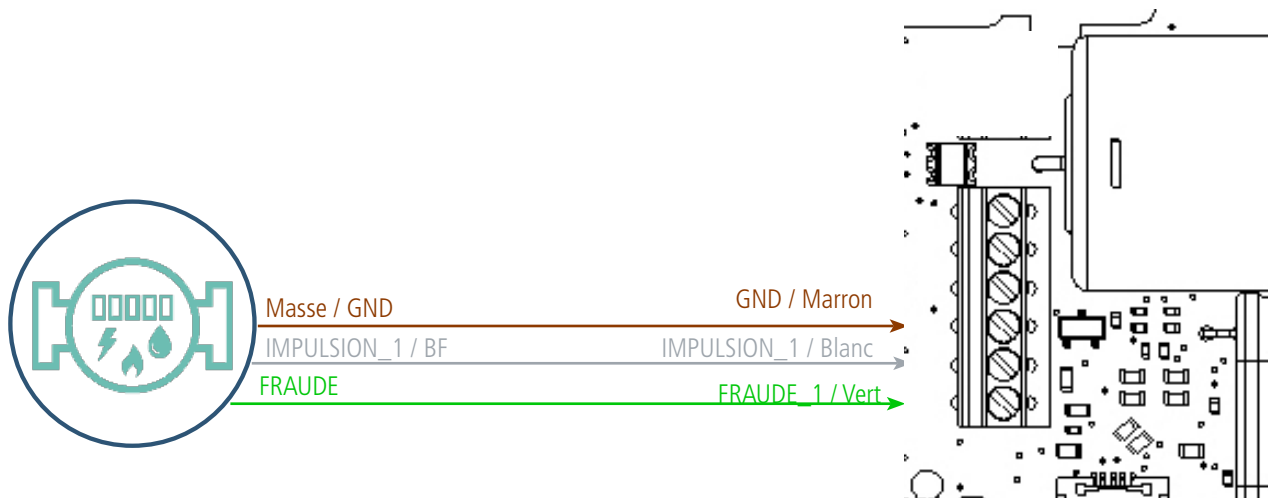 Masse / GND
GND / Marron
IMPULSION_1 / BF
IMPULSION_1 / Blanc
FRAUDE
FRAUDE_1 / Vert